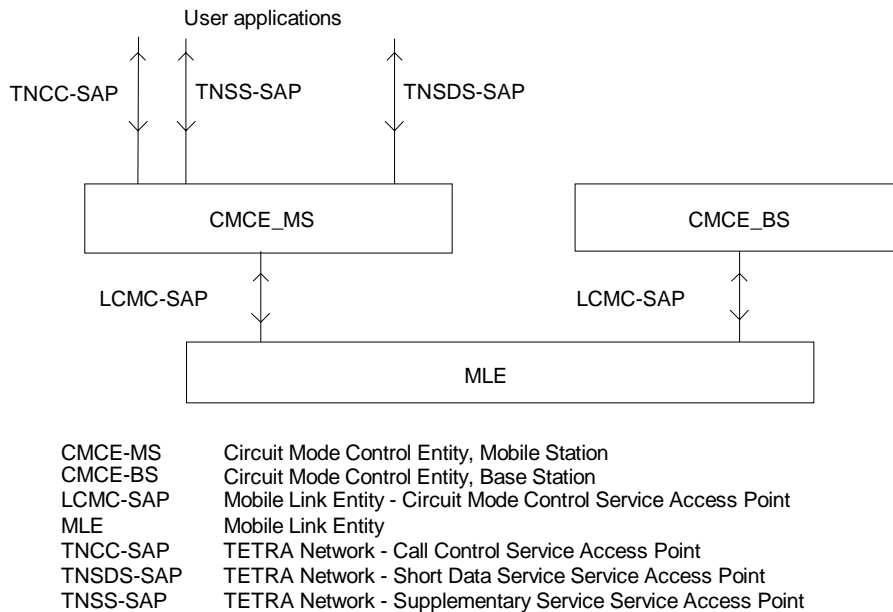 User applications
TNCC-SAP TNSS-SAP TNSDS-SAP
CMCE_MS CMCE_BS
LCMC-SAP LCMC-SAP
MLE
CMCE-MS Circuit Mode Control Entity, Mobile Station
CMCE-BS Circuit Mode Control Entity, Base Station
LCMC-SAP Mobile Link Entity - Circuit Mode Control Service Access Point
MLE Mobile Link Entity
TNCC-SAP TETRA Network - Call Control Service Access Point
TNSDS-SAP TETRA Network - Short Data Service Service Access Point
TNSS-SAP TETRA Network - Supplementary Service Service Access Point